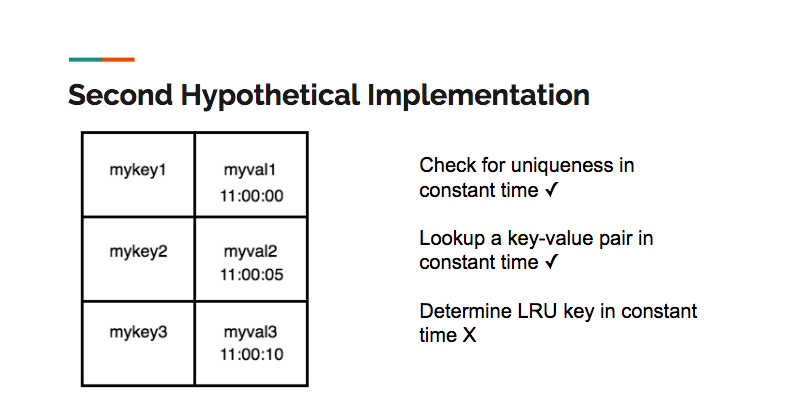 Second Hypothetical Implementation
mykey1
myval1
11:00:00
mykey2
myval2
11:00:05
mykey3
myval3
11:00:10
Check for uniqueness in
constant time ✓
Lookup a key-value pair in
constant time ✓
Determine LRU key in constant
time X